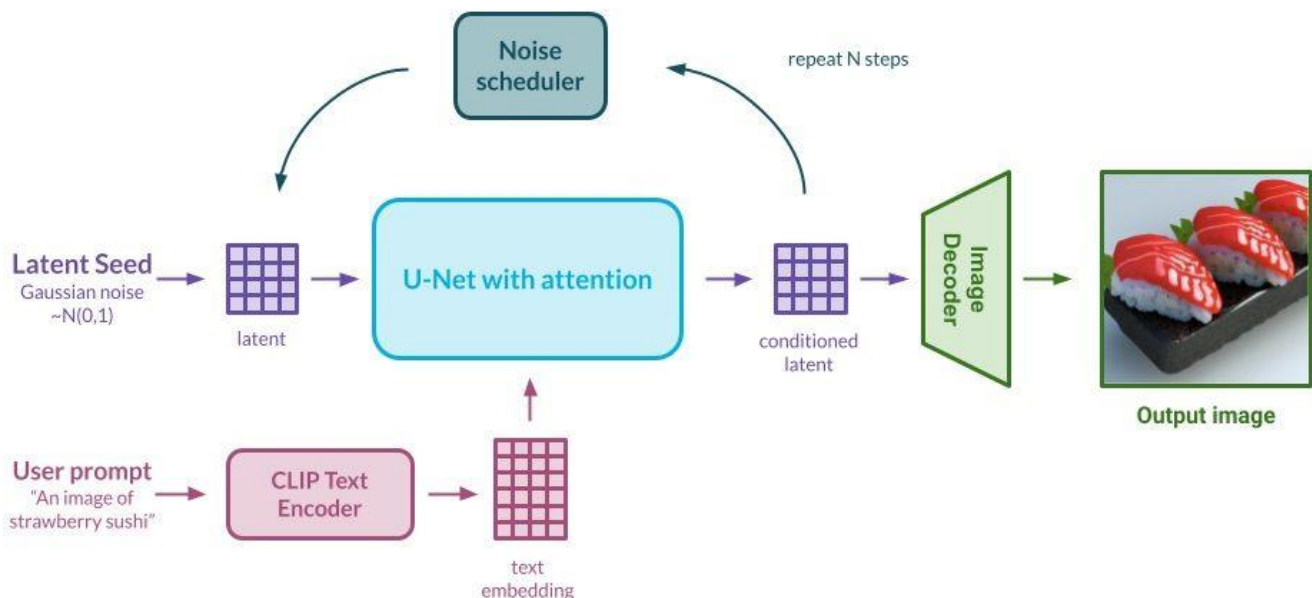 Noise
scheduler
repeat N steps
Latent Seed
Gaussian noise
~N(0,1)
latent
U-Net with attention
conditioned
latent
Image
Decoder
Output image
User prompt
“An image of
strawberry sushi”
CLIP Text
Encoder
text
embedding